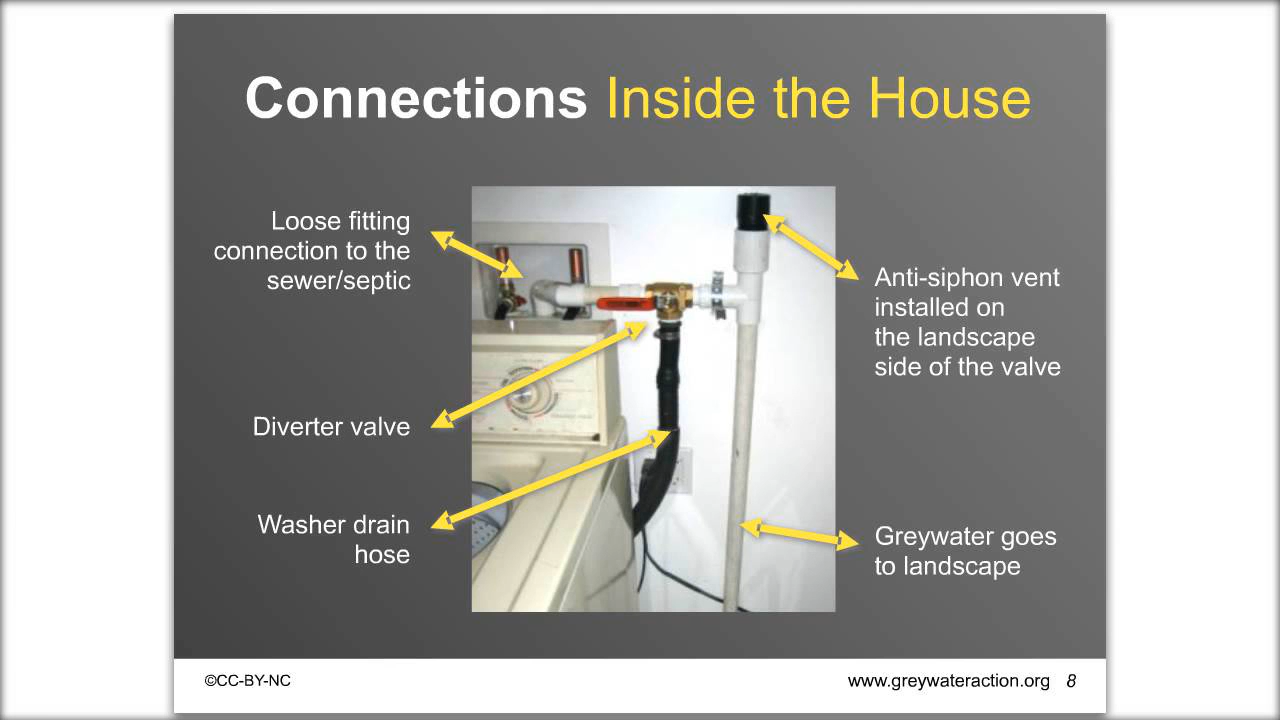 Connections Inside the House
Loose fitting
connection to the
sewer/septic
Diverter valve
Washer drain
hose
Anti-siphon vent
installed on
the landscape
side of the valve
Greywater goes
to landscape
©CC-BY-NC
www.greywateraction.org 8